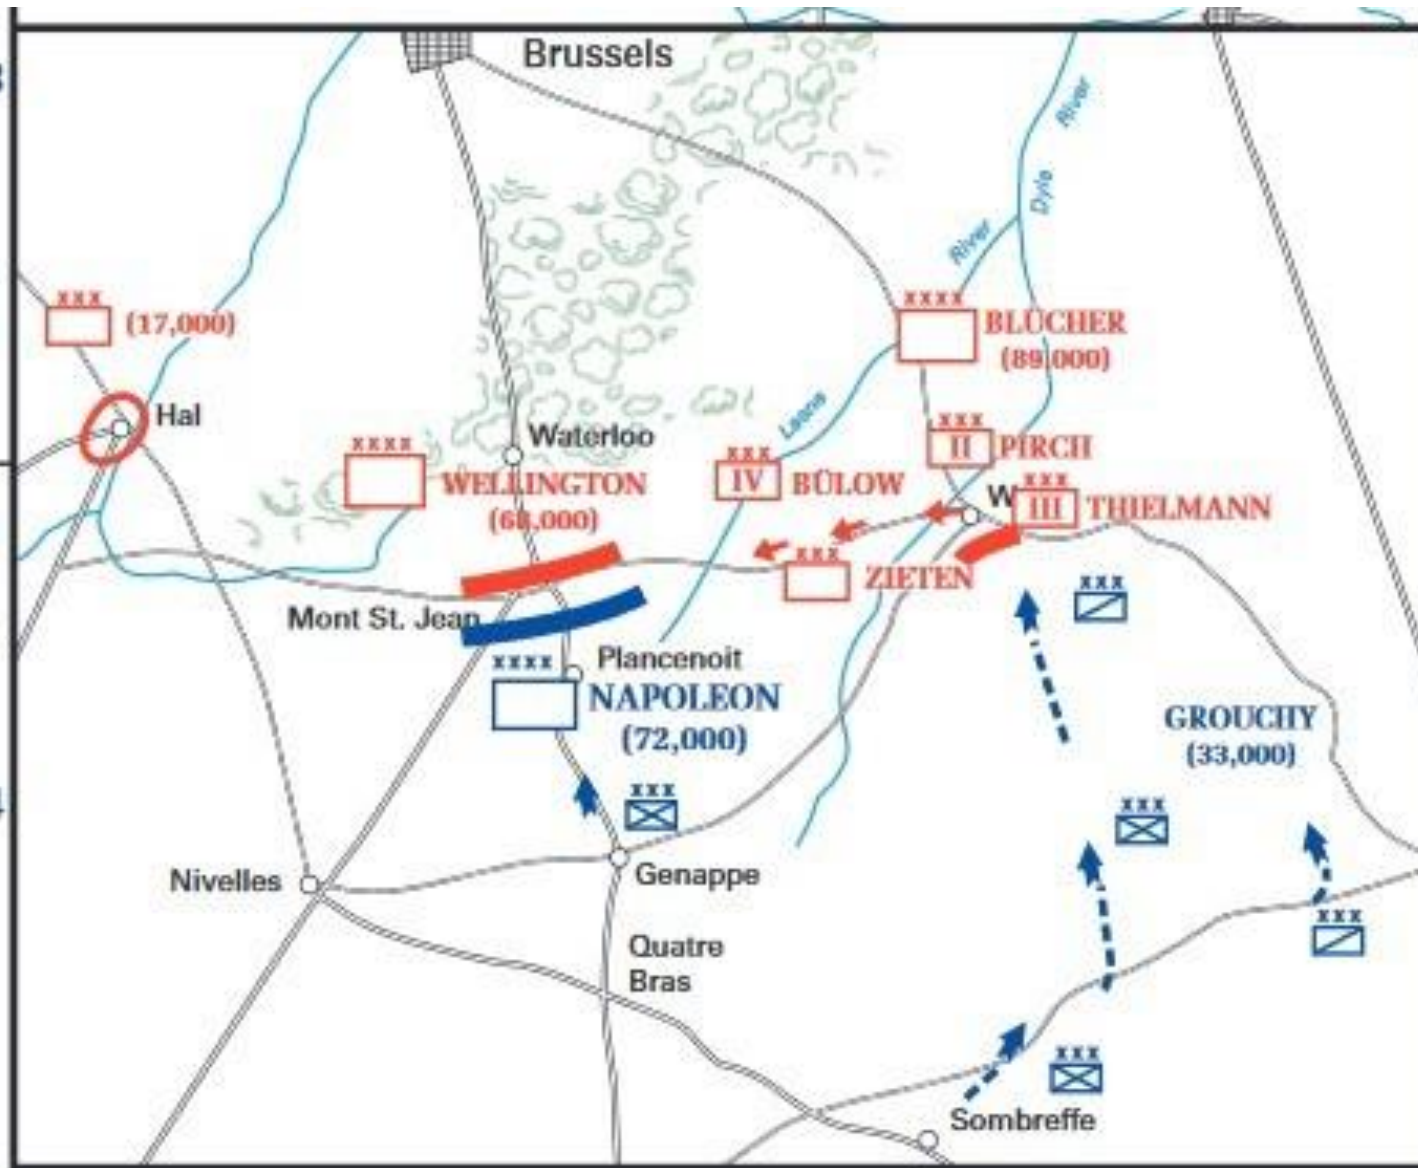 Brussels
River
Dyle
River
xxx
(17,000)
xxxx
BLÜCHER
(89,000)
Hal
Lasne
xxxx
Waterloo
WELLINGTON
(68,000)
xxx
IV
BÜLOW
xxx
II
PIRCH
W
xxx
III
THIELMANN
xxx
ZIETEN
xxx
Mont St. Jean
xxxx
Plancenoit
NAPOLEON
(72,000)
GROUCHY
(33,000)
xxx
xxx
Nivelles
Genappe
xxx
Quatre
Bras
xxx
Sombreffe